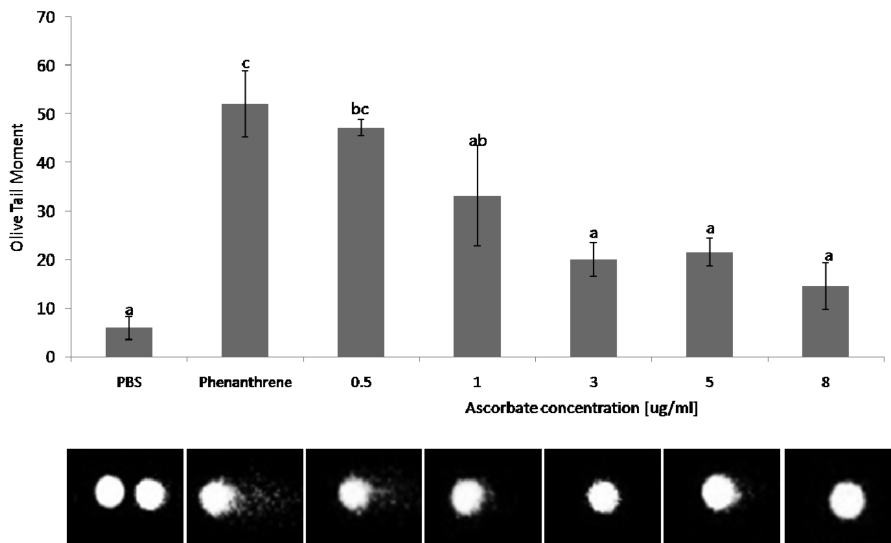 70
60
50
40
30
20
10
0
Olive Tail Moment
a
c
bc
ab
a
a
a
PBS Phenanthrene 0.5 1 3 5 8
Ascorbate concentration [ug/ml]